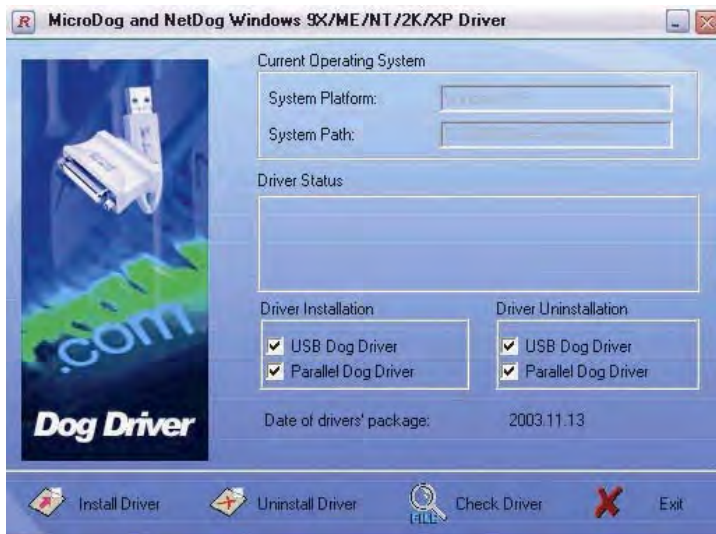 R MicroDog and NetDog Windows 9X/ME/NT/2K/XP Driver
Current Operating System
System Platform:
System Path:
Driver Status
Driver Installation
Driver Uninstallation
USB Dog Driver
USB Dog Driver
Parallel Dog Driver
Parallel Dog Driver
.com
Dog Driver
Date of drivers' package: 2003.11.13
Install Driver
Uninstall Driver
FILE
Check Driver
Exit